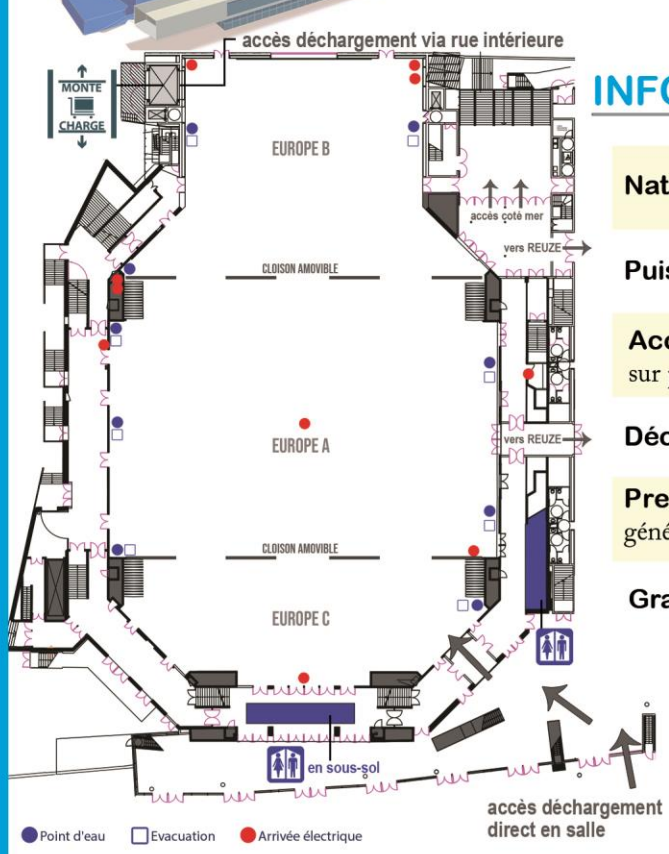 accès déchargement via rue intérieure
MONTE
CHARGE
EUROPE B
accès coté mer
vers REUZE
CLOISON AMOVIBLE
EUROPE A
vers REUZE
CLOISON AMOVIBLE
EUROPE C
en sous-sol
accès déchargement
direct en salle
Point d'eau
Evacuation
Arrivée électrique
INFO
Nat
Puis
Acc
sur
Déc
Pre
géné
Gra